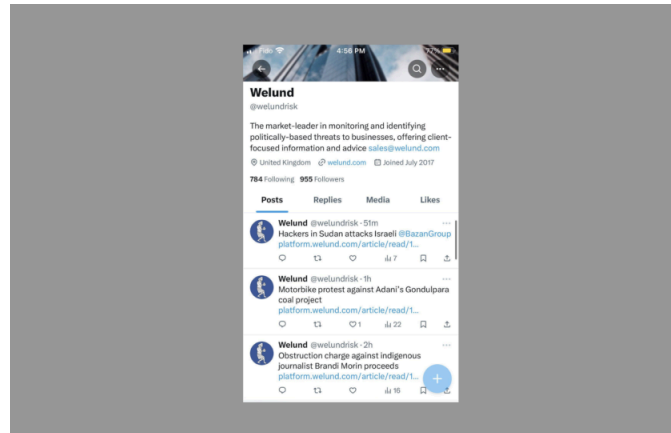 4:56 PM
77%
Welund
@welundrisk
The market-leader in monitoring and identifying
politically-based threats to businesses, offering client-
focused information and advice sales@welund.com
United Kingdom welund.com Joined July 2017
784 Following 955 Followers
Posts Replies Media Likes
Welund @welundrisk · 51m
Hackers in Sudan attacks Israeli @BazanGroup
platform.welund.com/article/read/1...
7
Welund @welundrisk · 1h
Motorbike protest against Adani's Gondulpara
coal project
platform.welund.com/article/read/1...
1 22
Welund @welundrisk · 2h
Obstruction charge against indigenous
journalist Brandi Morin proceeds
platform.welund.com/article/read/1...
16